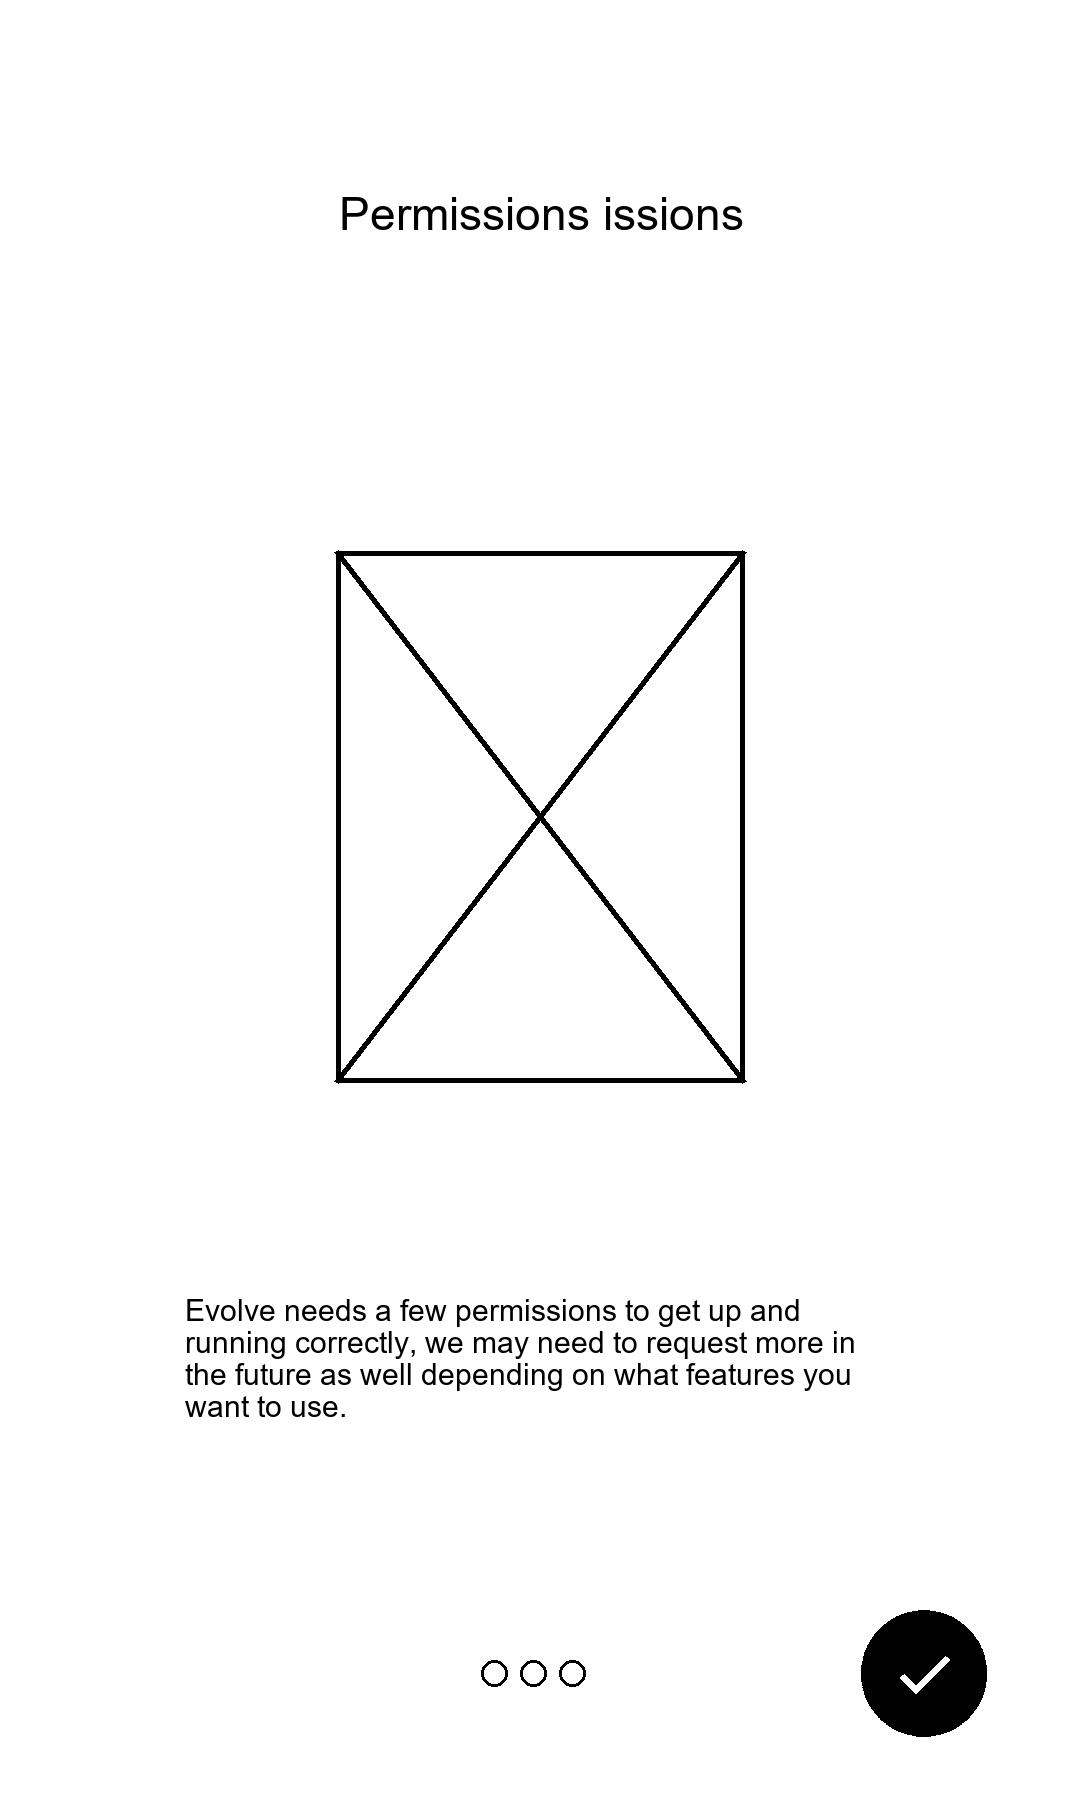 Permissions issions
Evolve needs a few permissions to get up and
running correctly, we may need to request more in
the future as well depending on what features you
want to use.